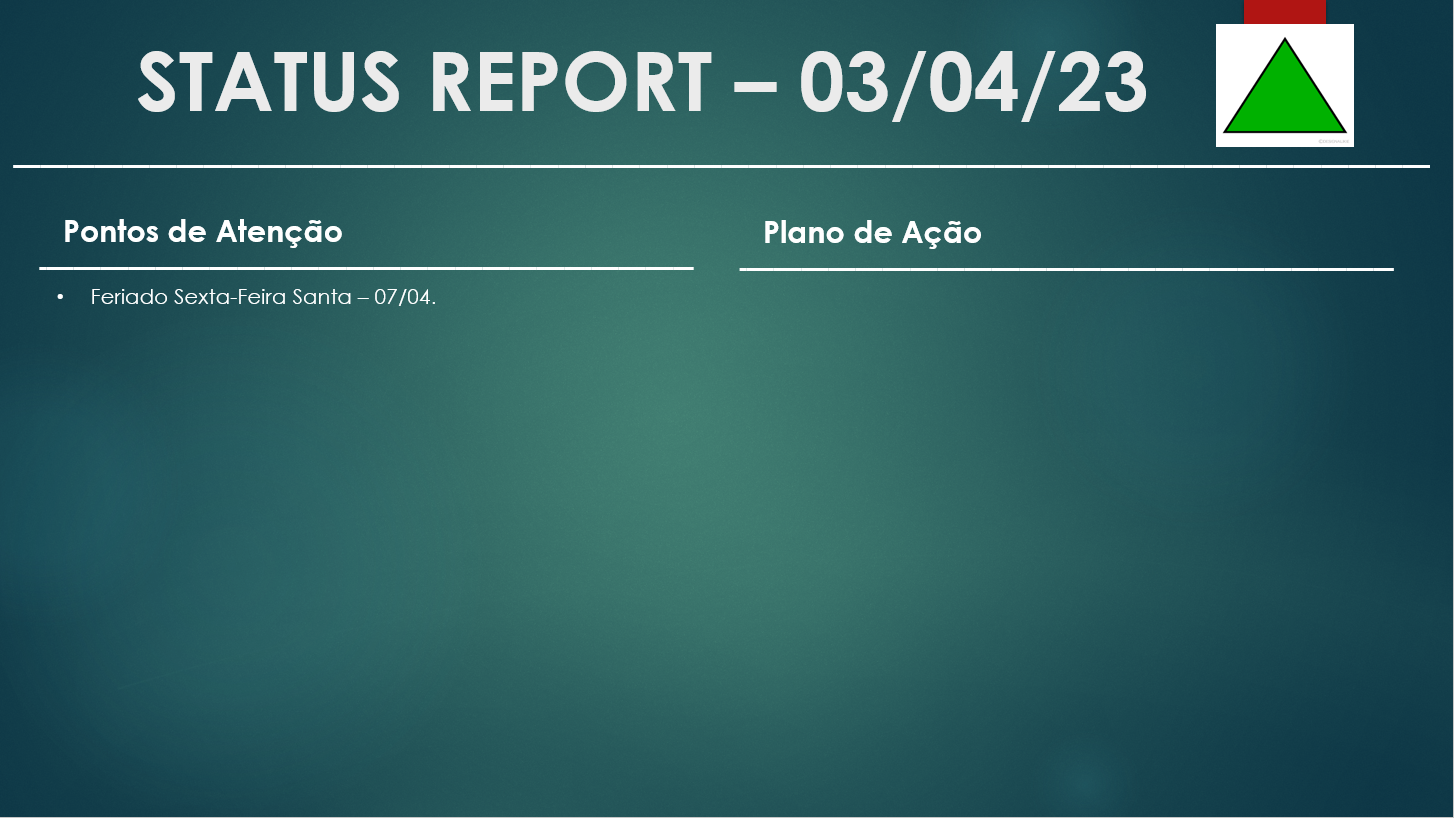 STATUS REPORT – 03/04/23
Pontos de Atenção
Plano de Ação
• Feriado Sexta-Feira Santa – 07/04.